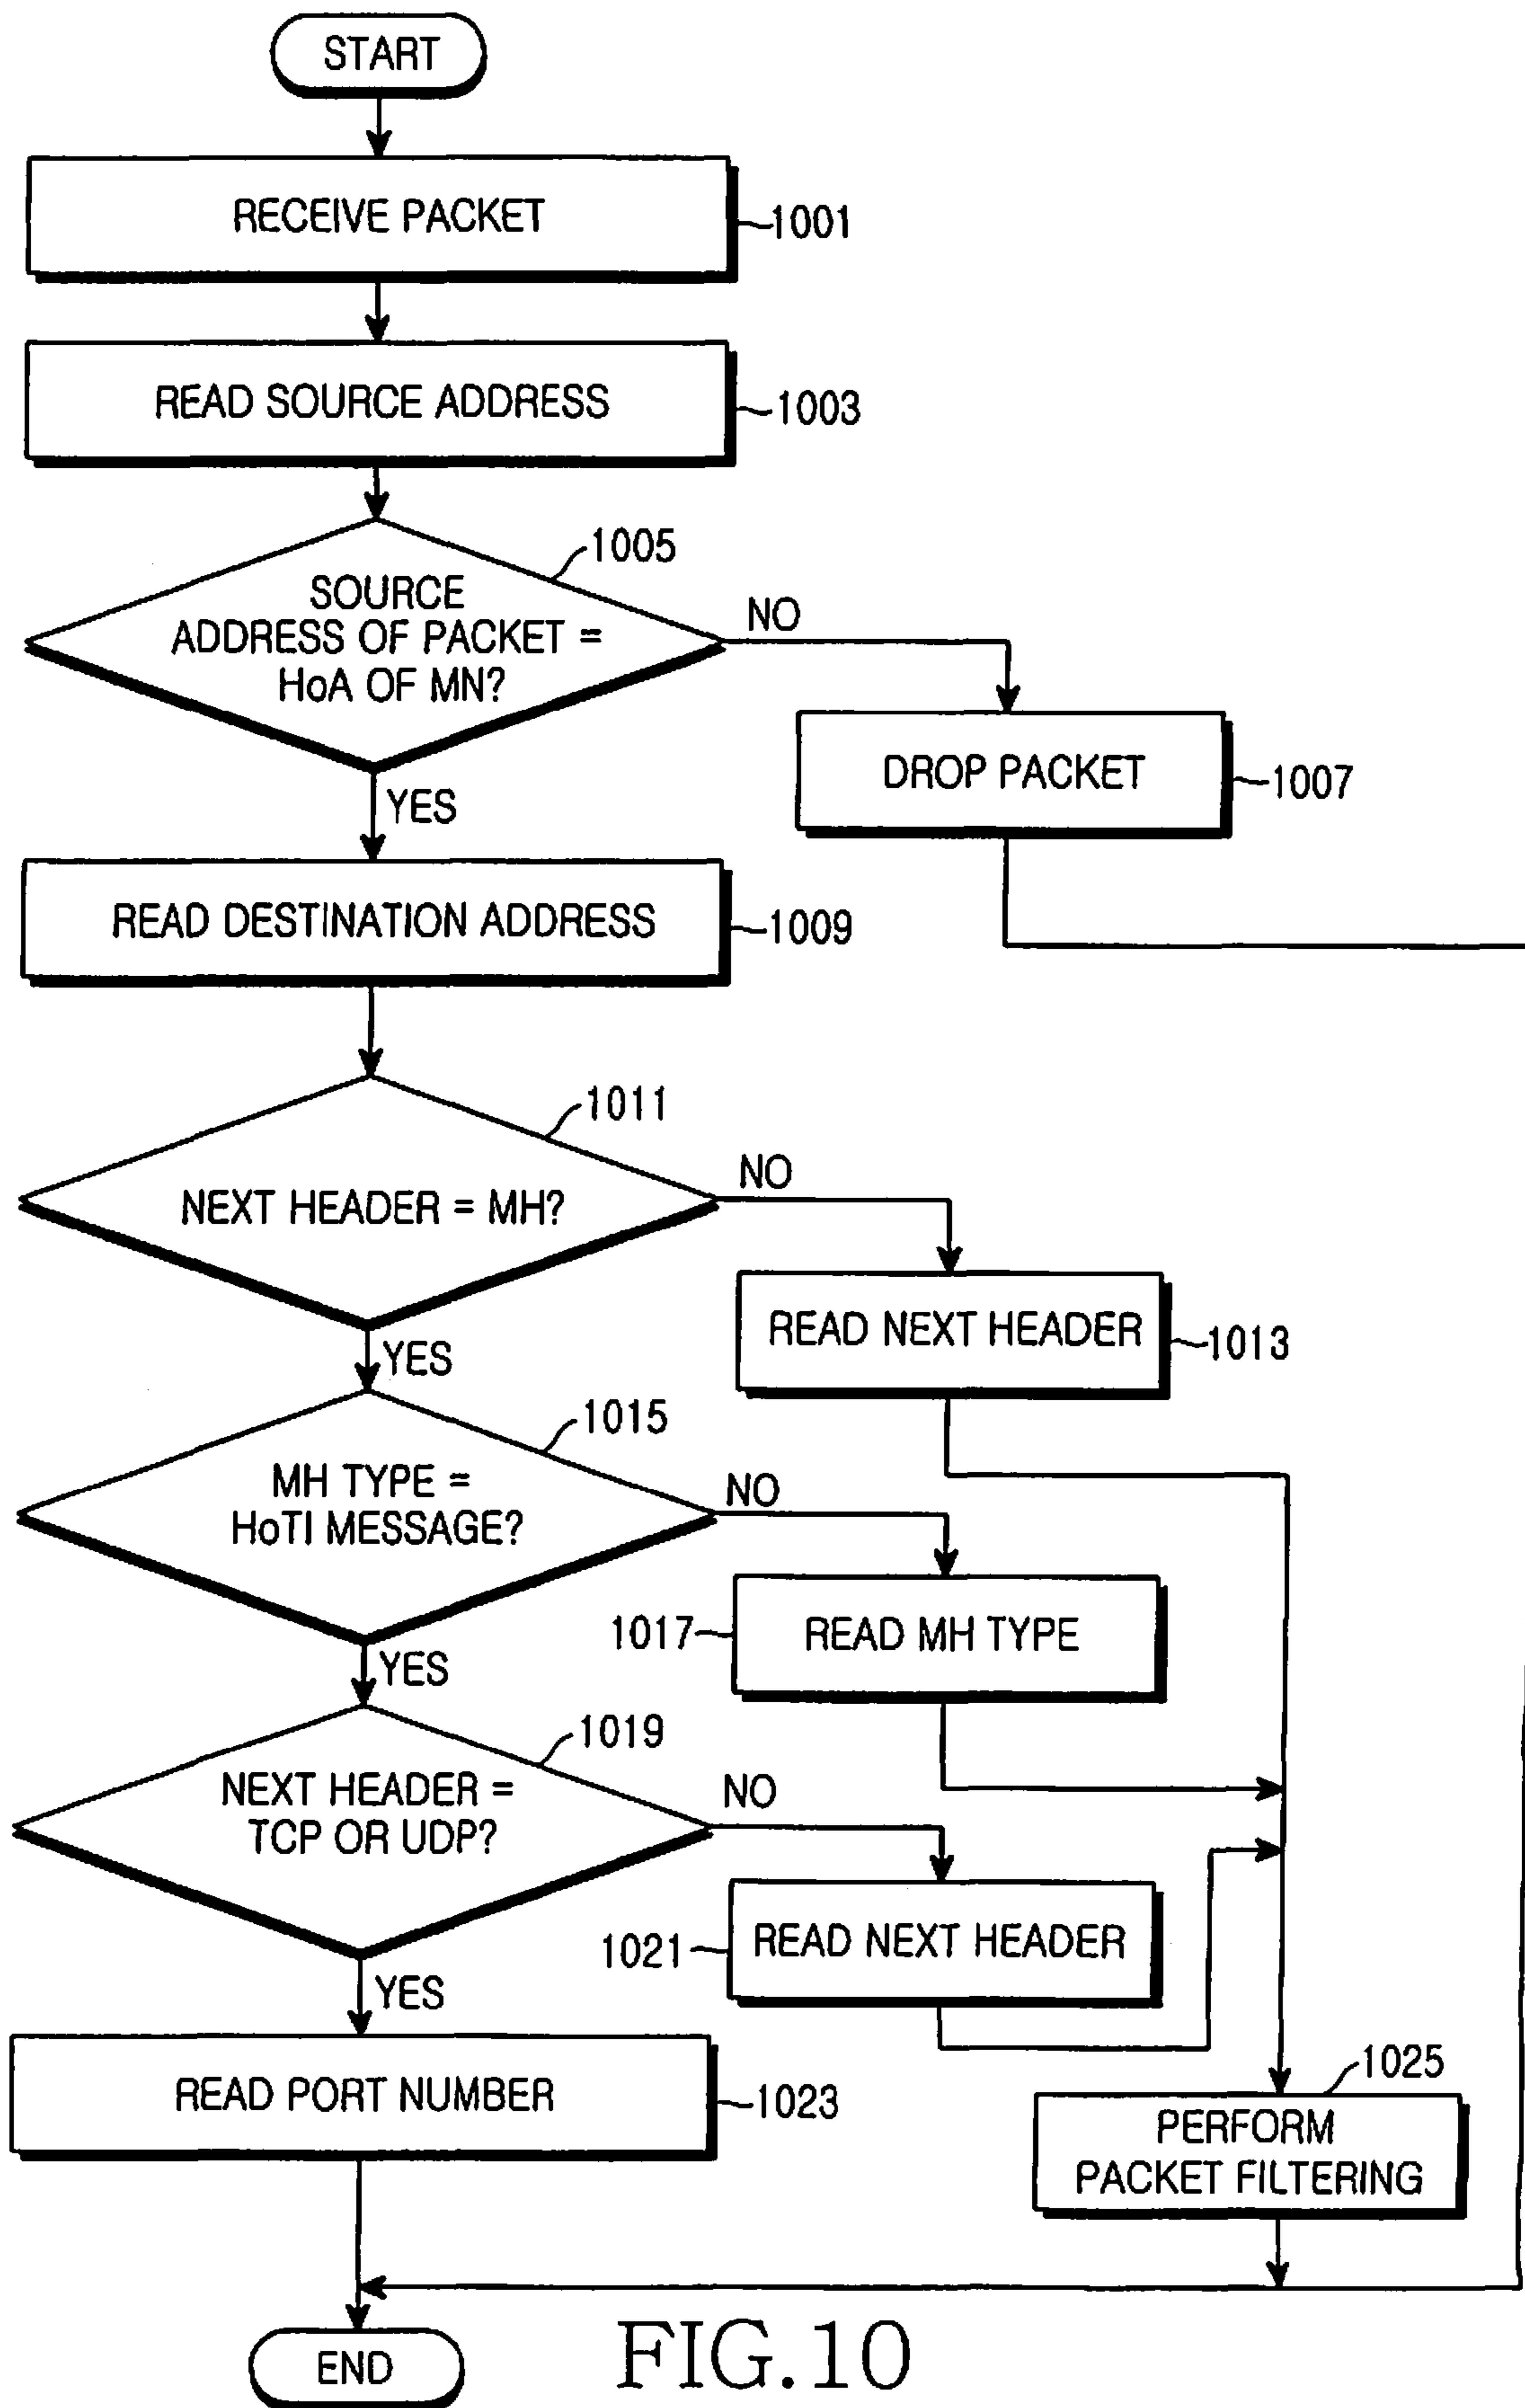 START
RECEIVE PACKET
1001
READ SOURCE ADDRESS
1003
1005
SOURCE
ADDRESS OF PACKET =
HoA OF MN?
NO
YES
DROP PACKET
1007
READ DESTINATION ADDRESS
1009
1011
NEXT HEADER = MH?
NO
YES
READ NEXT HEADER
1013
1015
MH TYPE =
HoTI MESSAGE?
NO
YES
1017
READ MH TYPE
1019
NEXT HEADER =
TCP OR UDP?
NO
YES
1021
READ NEXT HEADER
READ PORT NUMBER
1023
1025
PERFORM
PACKET FILTERING
END
FIG.10